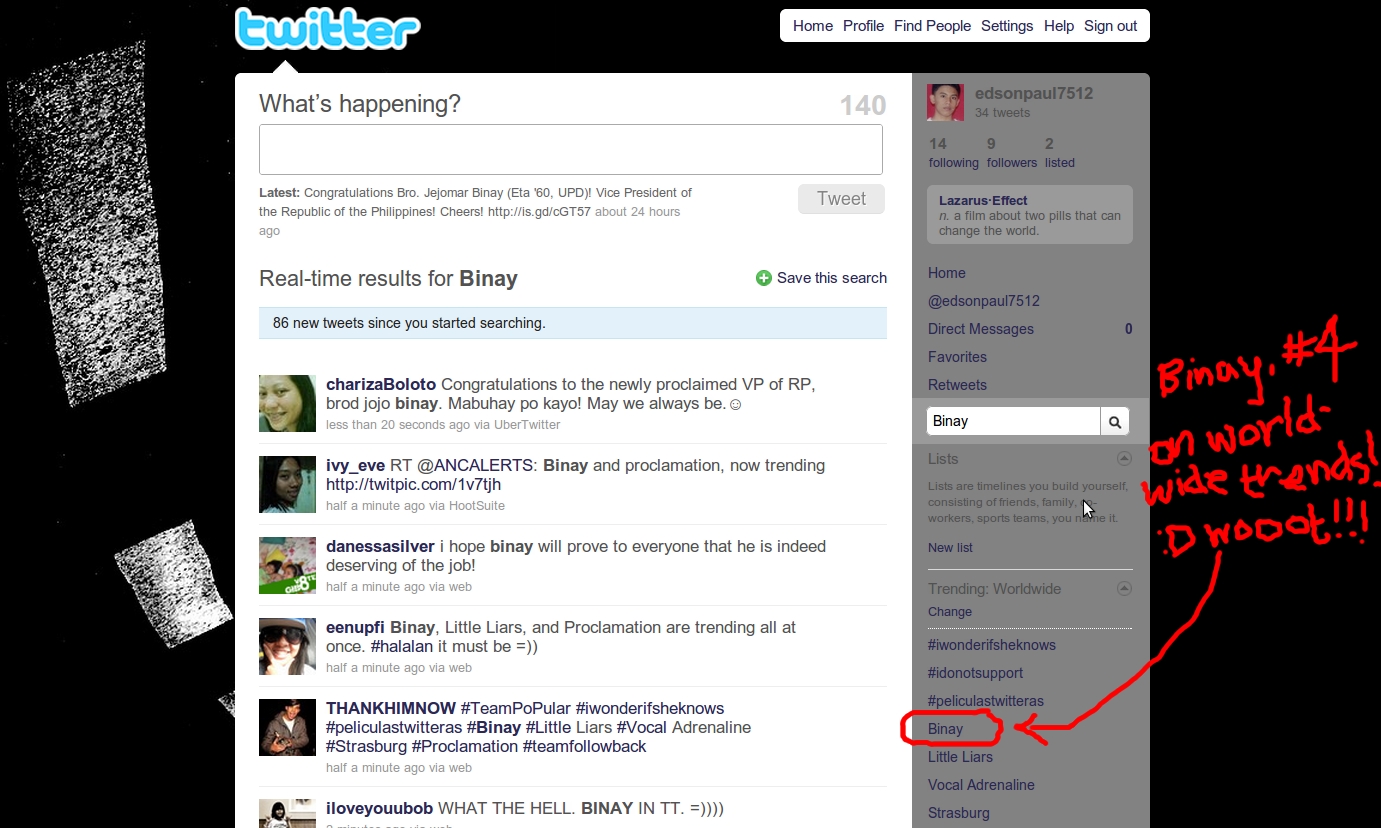 twitter
Home Profile Find People Settings Help Sign out
What's happening?
140
Latest: Congratulations Bro. Jejomar Binay (Eta '60, UPD)! Vice President of
the Republic of the Philippines! Cheers! http://is.gd/cGT57 about 24 hours
ago
Tweet
Real-time results for Binay
Save this search
86 new tweets since you started searching.
charizaBoloto Congratulations to the newly proclaimed VP of RP,
brod jojo binay. Mabuhay po kayo! May we always be.☺
less than 20 seconds ago via UberTwitter
ivy_eve RT @ANCALERTS: Binay and proclamation, now trending
http://twitpic.com/1v7tjh
half a minute ago via HootSuite
danessasilver i hope binay will prove to everyone that he is indeed
deserving of the job!
half a minute ago via web
eenupfi Binay, Little Liars, and Proclamation are trending all at
once. #halalan it must be =))
half a minute ago via web
THANKHIMNOW #TeamPoPular #iwonderifsheknows
#peliculastwitteras #Binay #Little Liars #Vocal Adrenaline
#Strasburg #Proclamation #teamfollowback
half a minute ago via web
iloveyouubob WHAT THE HELL. BINAY IN TT. =))))
edsonpaul7512
34 tweets
14 9 2
following followers listed
Lazarus·Effect
n. a film about two pills that can
change the world.
Home
@edsonpaul7512
Direct Messages 0
Favorites
Retweets
Binay
Lists
Lists are timelines you build yourself,
consisting of friends, family, co-
workers, sports teams, you name it.
New list
Trending: Worldwide
Change
#iwonderifsheknows
#idonotsupport
#peliculastwitteras
Binay
Little Liars
Vocal Adrenaline
Strasburg
Binay, #4
on world-
wide trends!
:D wooot!!!